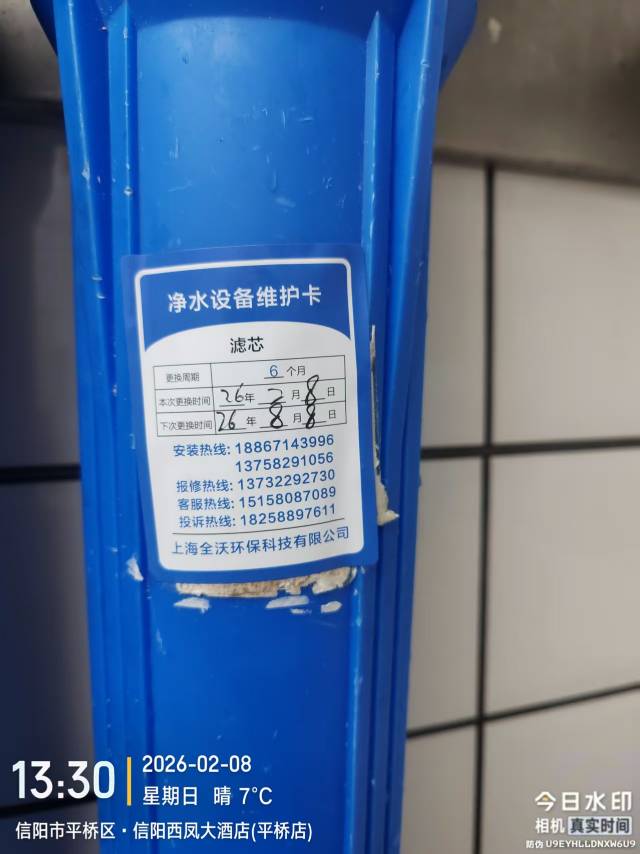 净水设备维护卡
滤芯
更换周期 6 个月
本次更换时间 26 年 2 月 8 日
下次更换时间 26 年 8 月 8 日
安装热线: 18867143996
13758291056
报修热线: 13732292730
客服热线: 15158087089
投诉热线: 18258897611
上海全沃环保科技有限公司
13:30
2026-02-08
星期日 晴 7℃
信阳市平桥区·信阳西凤大酒店(平桥店)
今日水印
相机 真实时间
防伪 U9EYHLLDNXW6U9